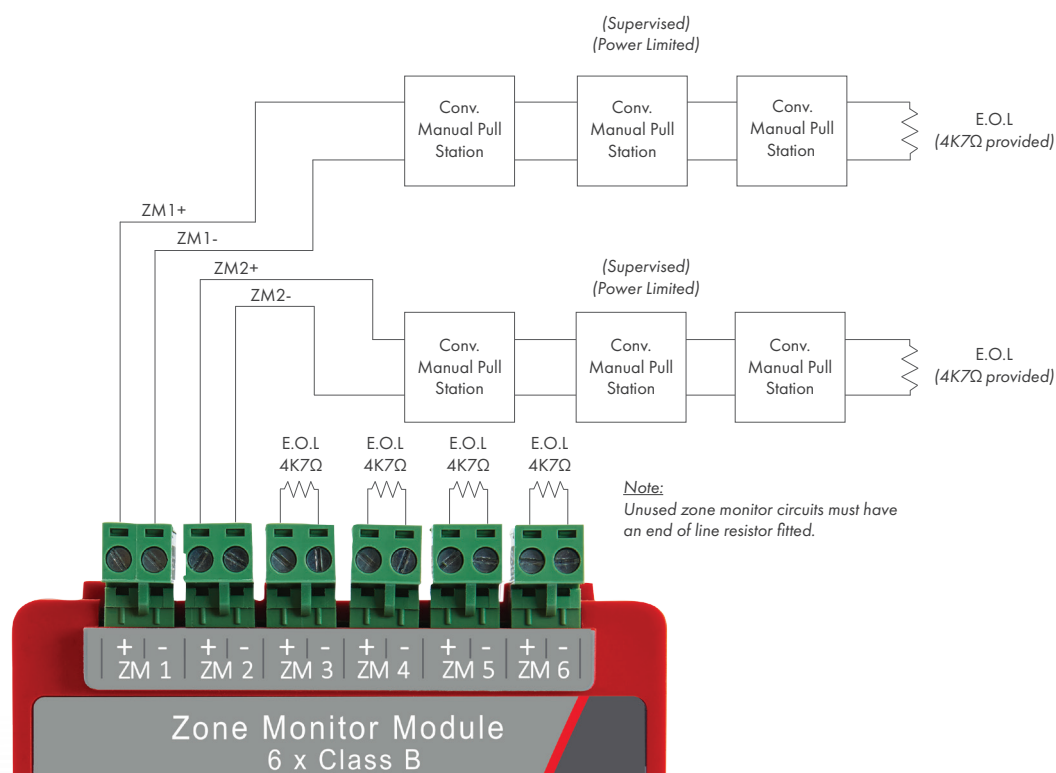 (Supervised)
(Power Limited)
Conv.
Manual Pull
Station
Conv.
Manual Pull
Station
Conv.
Manual Pull
Station
E.O.L
(4K7Ω provided)
ZM1+
ZM1-
ZM2+
ZM2-
(Supervised)
(Power Limited)
Conv.
Manual Pull
Station
Conv.
Manual Pull
Station
Conv.
Manual Pull
Station
E.O.L
(4K7Ω provided)
E.O.L
4K7Ω
E.O.L
4K7Ω
E.O.L
4K7Ω
E.O.L
4K7Ω
Note:
Unused zone monitor circuits must have
an end of line resistor fitted.
+ -
ZM 1
+ -
ZM 2
+ -
ZM 3
+ -
ZM 4
+ -
ZM 5
+ -
ZM 6
Zone Monitor Module
6 x Class B